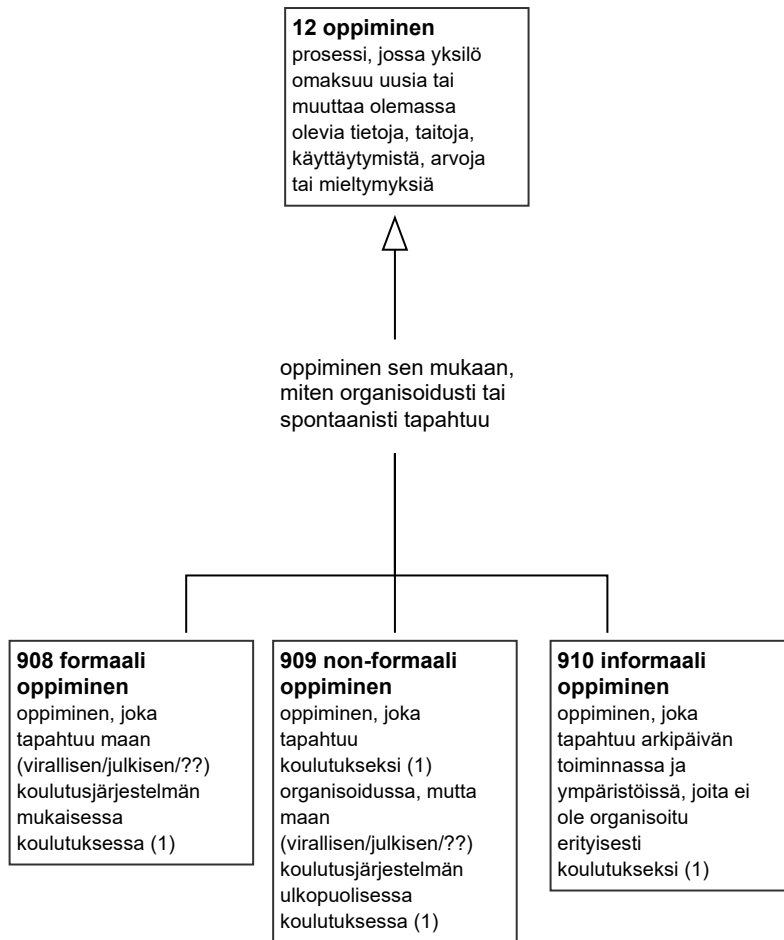 12 oppiminen
prosessi, jossa yksilö
omaksuu uusia tai
muuttaa olemassa
olevia tietoja, taitoja,
käyttäytymistä, arvoja
tai mieltymyksiä
oppiminen sen mukaan,
miten organisoidusti tai
spontaanisti tapahtuu
908 formaali
oppiminen
oppiminen, joka
tapahtuu maan
(virallisen/julkisen/??)
koulutusjärjestelmän
mukaisessa
koulutuksessa (1)
909 non-formaali
oppiminen
oppiminen, joka
tapahtuu
koulutukseksi (1)
organisoidussa, mutta
maan
(virallisen/julkisen/??)
koulutusjärjestelmän
ulkopuolisessa
koulutuksessa (1)
910 informaali
oppiminen
oppiminen, joka
tapahtuu arkipäivän
toiminnassa ja
ympäristöissä, joita ei
ole organisoitu
erityisesti
koulutukseksi (1)